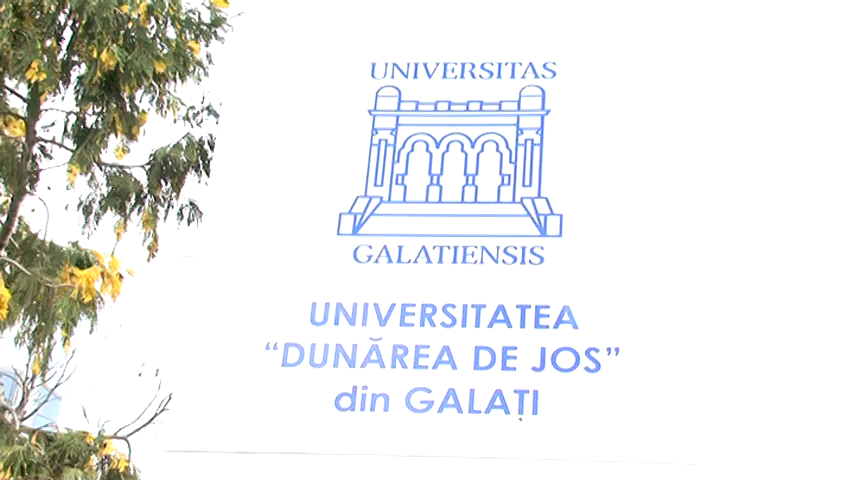 UNIVERSITAS
GALATIENSIS
UNIVERSITATEA
“DUNĂREA DE JOS”
din GALAȚI